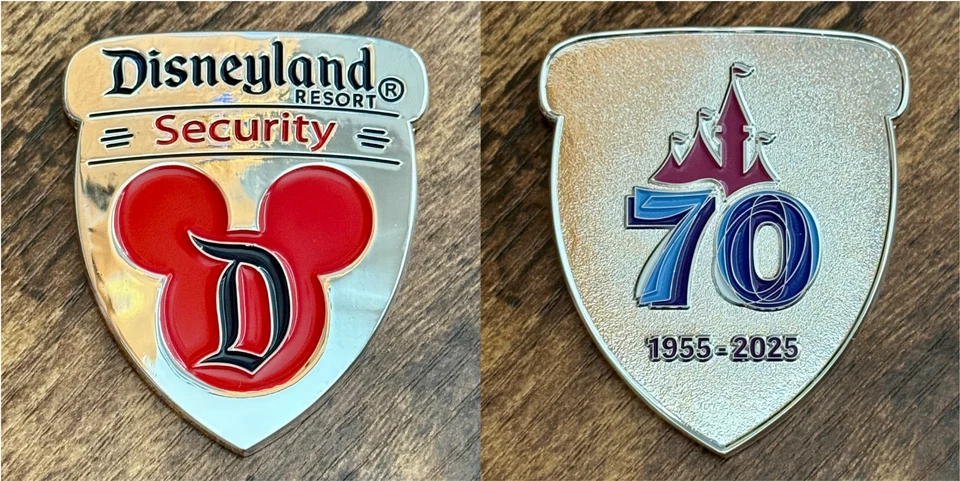 Disneyland®
RESORT
Security
D
70
1955-2025